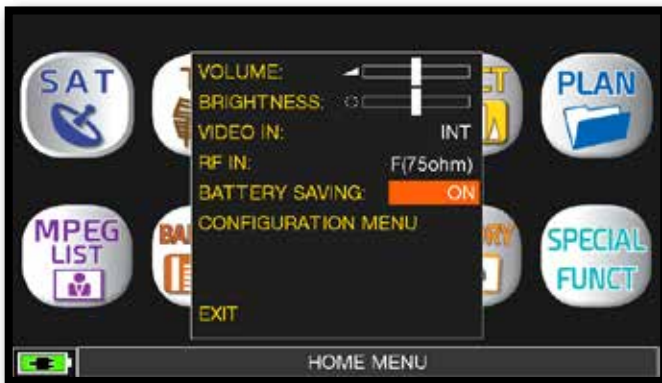 SAT
PLAN
VOLUME:
BRIGHTNESS:
VIDEO IN: INT
RF IN: F(75ohm)
BATTERY SAVING: ON
CONFIGURATION MENU
EXIT
MPEG
LIST
SPECIAL
FUNCT
HOME MENU